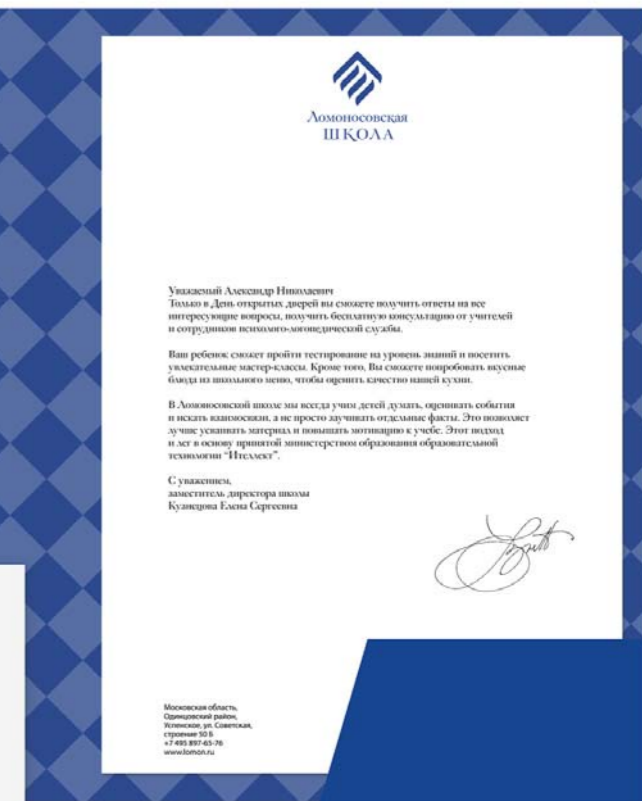 Ломоносовская
ШКОЛА
Уважаемый Александр Николаевич
Только в День открытых дверей вы сможете получить ответы на все
интересующие вопросы, получить бесплатную консультацию от учителей
и сотрудников психолого-логопедической службы.
Ваш ребенок сможет пройти тестирование на уровень знаний и посетить
увлекательные мастер-классы. Кроме того, Вы сможете попробовать вкусные
блюда из школьного меню, чтобы оценить качество нашей кухни.
В Ломоносовской школе мы всегда учим детей думать, оценивать события
и искать взаимосвязи, а не просто заучивать отдельные факты. Это позволяет
лучше усваивать материал и повышать мотивацию к учебе. Этот подход
и лег в основу принятой министерством образования образовательной
технологии “Ителлект”.
С уважением,
заместитель директора школы
Кузнецова Елена Сергеевна
Московская область,
Одинцовский район,
Успенское, ул. Советская,
строение 50 Б
+7 495 897-65-76
www.lomon.ru